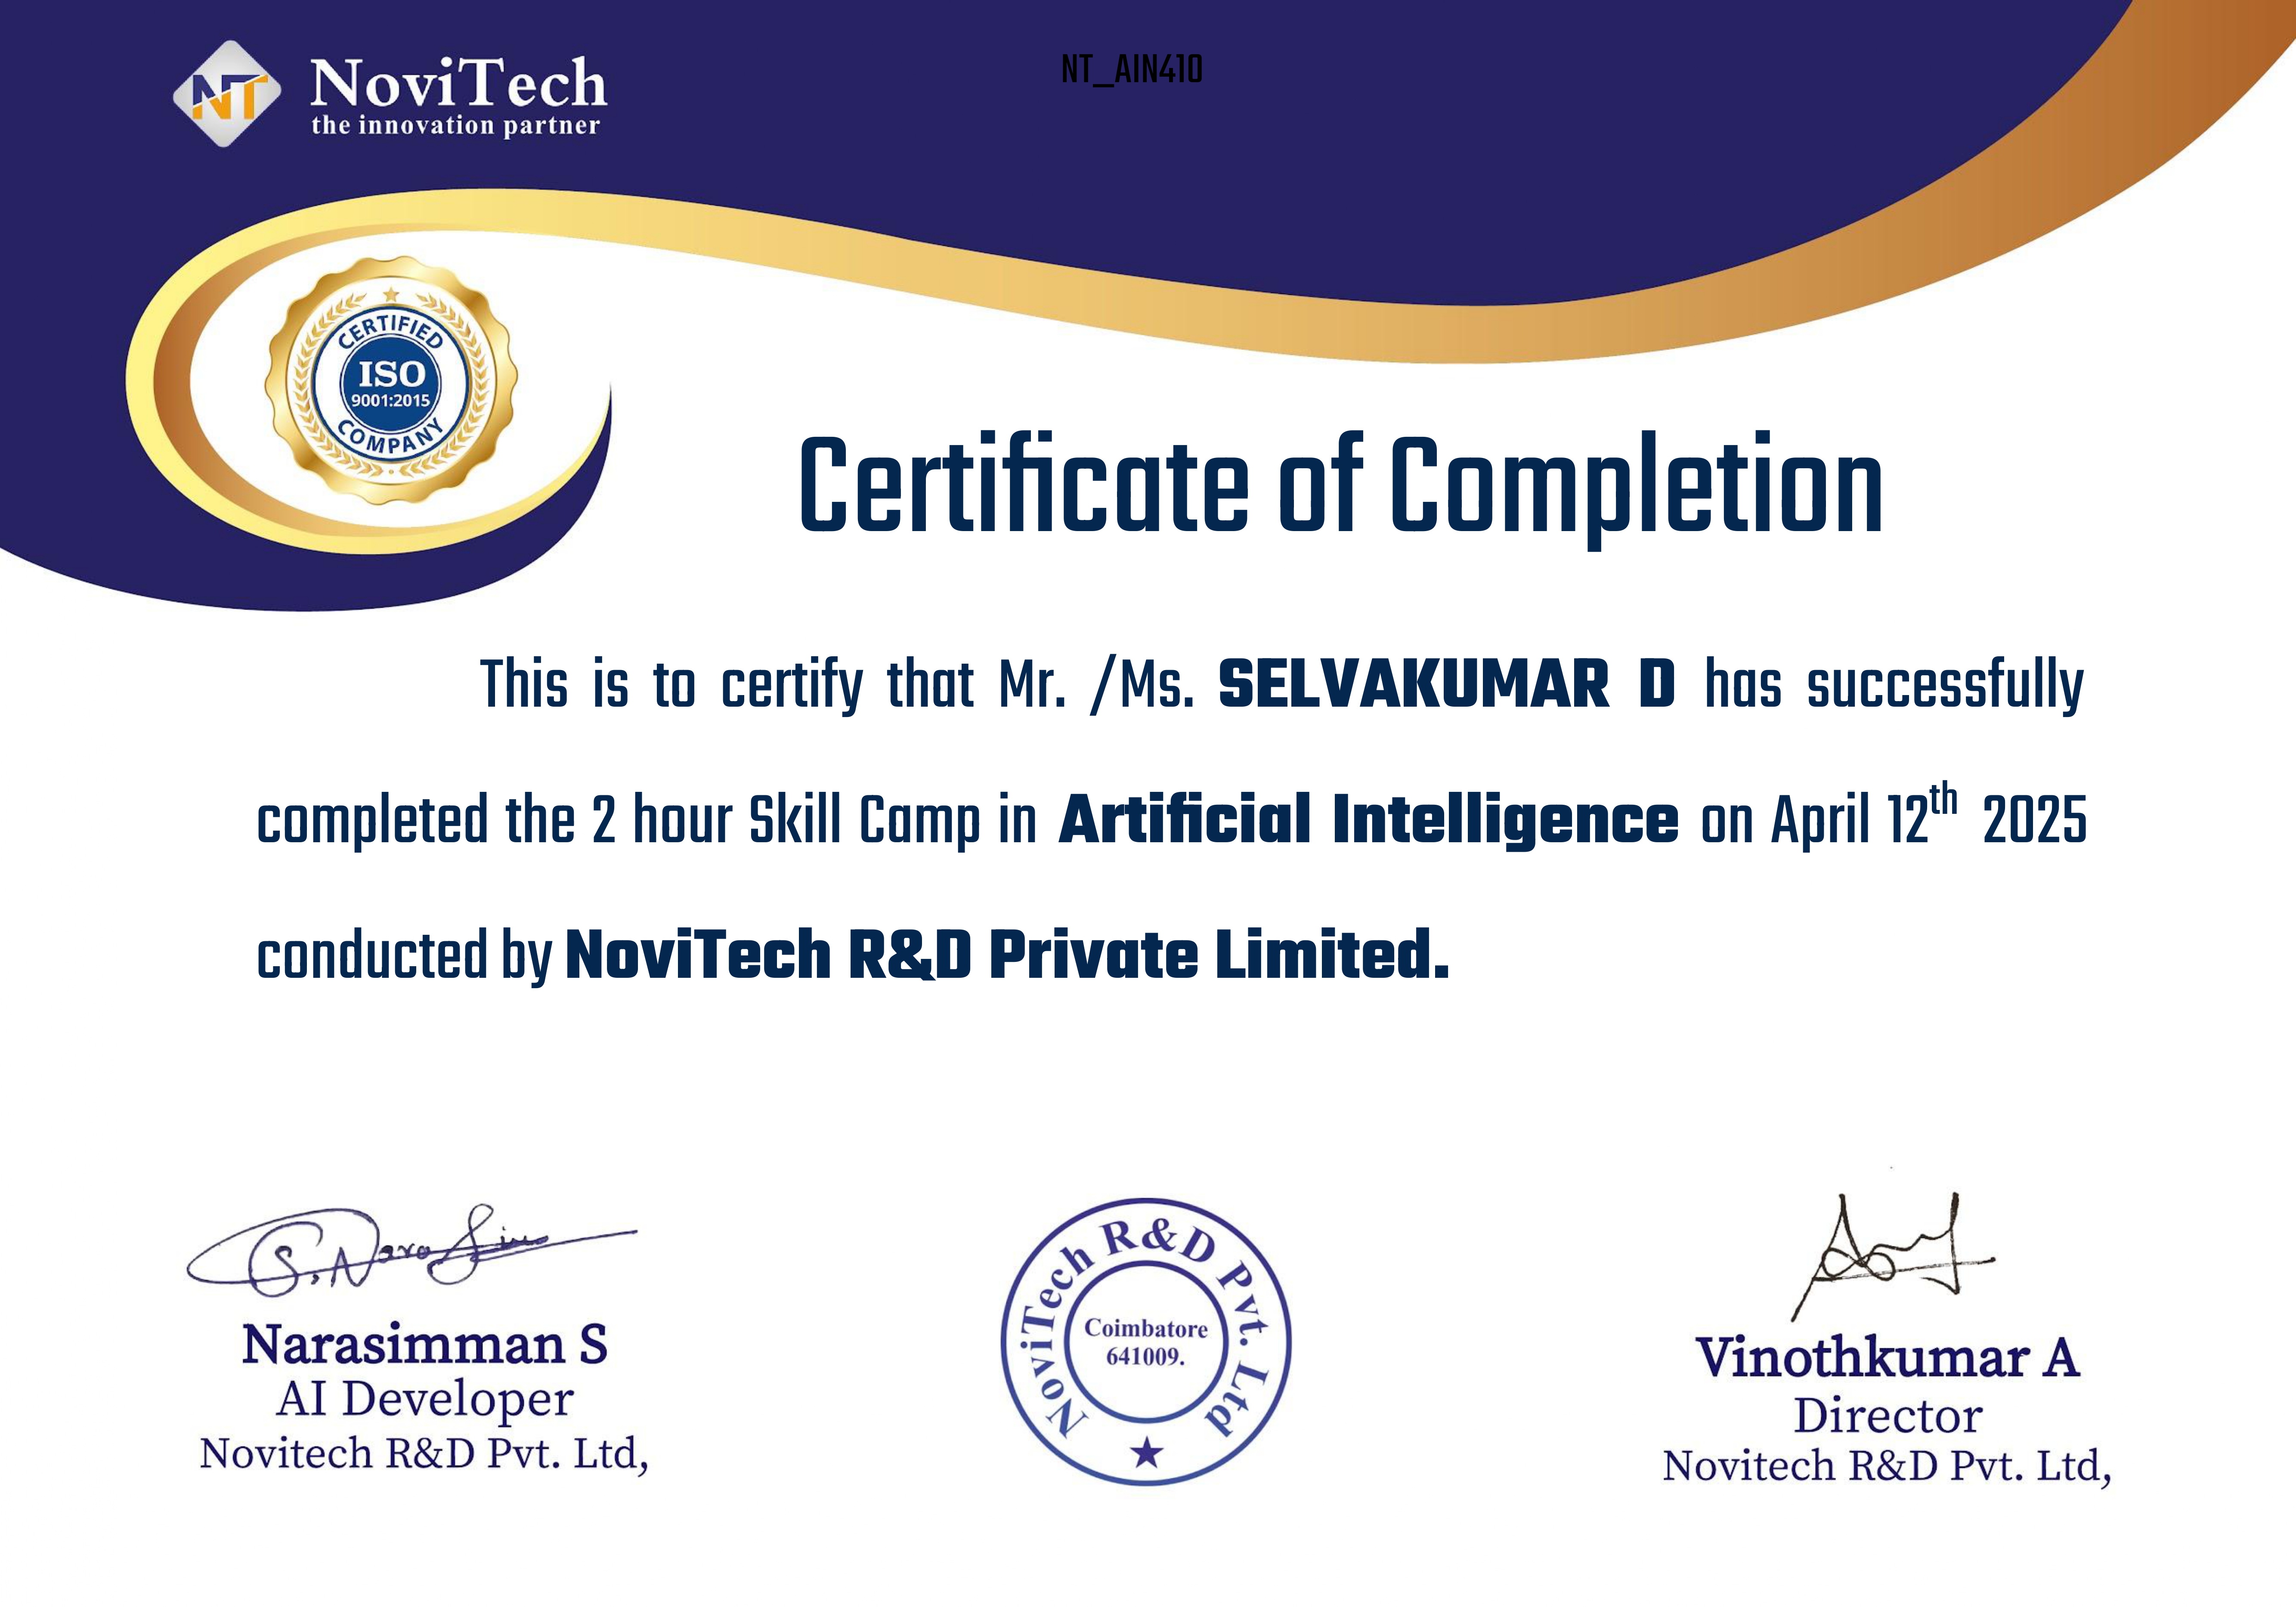 NT
NoviTech
the innovation partner
NT_AIN410
CERTIFIED
ISO
9001:2015
COMPANY
Certificate of Completion
This is to certify that Mr. /Ms. SELVAKUMAR D has successfully
completed the 2 hour Skill Camp in Artificial Intelligence on April 12th 2025
conducted by NoviTech R&D Private Limited.
Narasimman S
AI Developer
Novitech R&D Pvt. Ltd,
NoviTech R&D Pvt. Ltd
Coimbatore
641009.
Vinothkumar A
Director
Novitech R&D Pvt. Ltd,